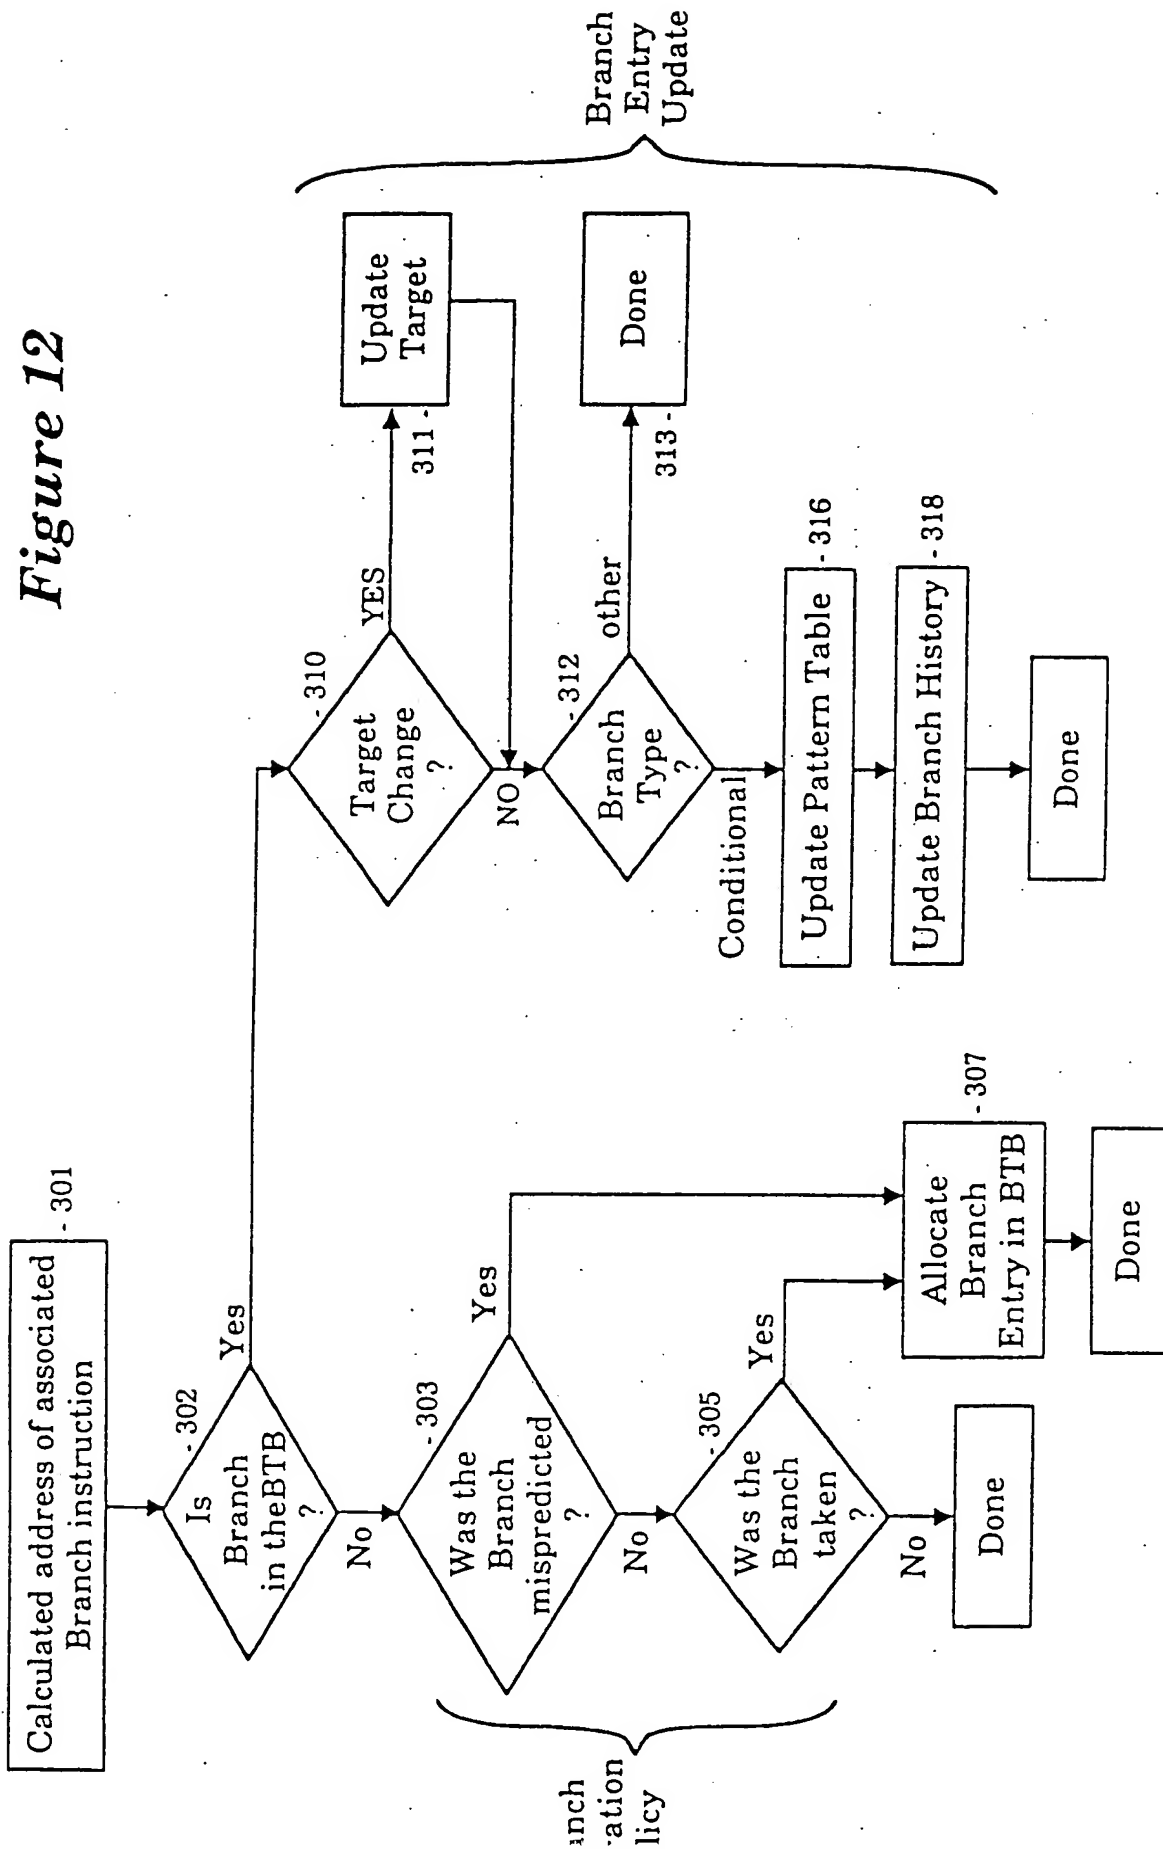 Figure 12
Calculated address of associated
Branch instruction
- 301
Is
Branch
in theBTB
?
- 302
Yes
No
Was the
Branch
mispredicted
?
- 303
Yes
No
Was the
Branch
taken
?
- 305
Yes
No
Done
Allocate
Branch
Entry in BTB
- 307
Done
Target
Change
?
- 310
YES
NO
Update
Target
311 -
Branch
Type
?
- 312
other
Conditional
Done
313 -
Update Pattern Table
- 316
Update Branch History
- 318
Done
Branch
Entry
Update
anch
ation
licy